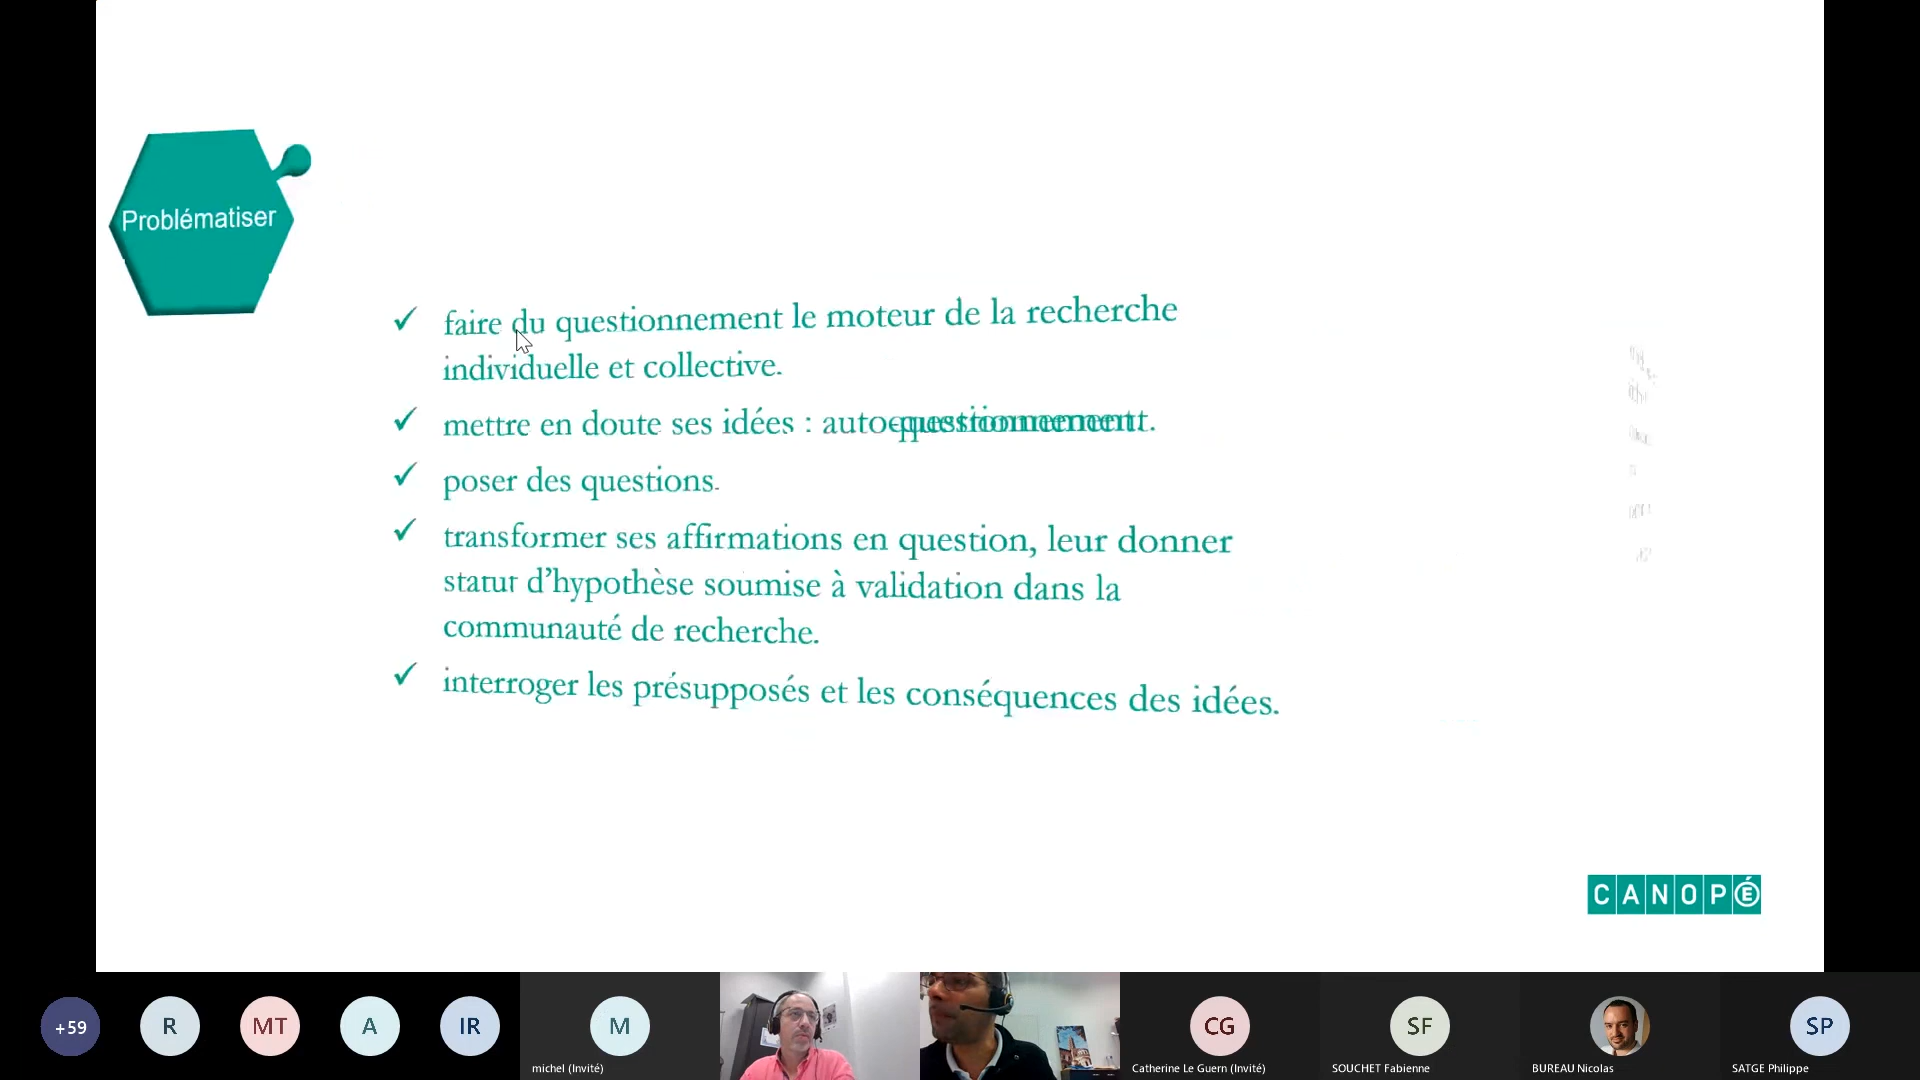 Problématiser
✓ faire du questionnement le moteur de la recherche
individuelle et collective.
✓ mettre en doute ses idées : auto-questionnement.
✓ poser des questions.
✓ transformer ses affirmations en question, leur donner
statut d’hypothèse soumise à validation dans la
communauté de recherche.
✓ interroger les présupposés et les conséquences des idées.
CANOPÉ
+59
R
MT
A
IR
M
CG
SF
SP
michel (Invité)
Catherine Le Guern (Invité)
SOUCHET Fabienne
BUREAU Nicolas
SATGE Philippe